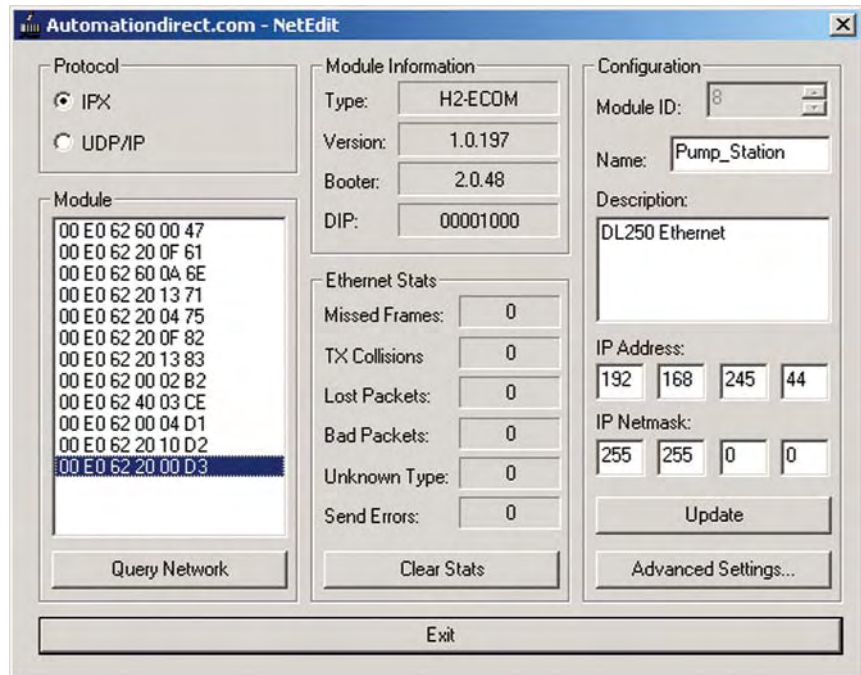 Automationdirect.com - NetEdit
Protocol
IPX
UDP/IP
Module
00 E0 62 60 00 47
00 E0 62 20 0F 61
00 E0 62 60 0A 6E
00 E0 62 20 13 71
00 E0 62 20 04 75
00 E0 62 20 0F 82
00 E0 62 20 13 83
00 E0 62 00 02 B2
00 E0 62 40 03 CE
00 E0 62 00 04 D1
00 E0 62 20 10 D2
00 E0 62 20 00 D3
Query Network
Module Information
Type: H2-ECOM
Version: 1.0.197
Booter: 2.0.48
DIP: 00001000
Ethernet Stats
Missed Frames: 0
TX Collisions 0
Lost Packets: 0
Bad Packets: 0
Unknown Type: 0
Send Errors: 0
Clear Stats
Configuration
Module ID: 8
Name: Pump_Station
Description:
DL250 Ethernet
IP Address:
192 168 245 44
IP Netmask:
255 255 0 0
Update
Advanced Settings...
Exit